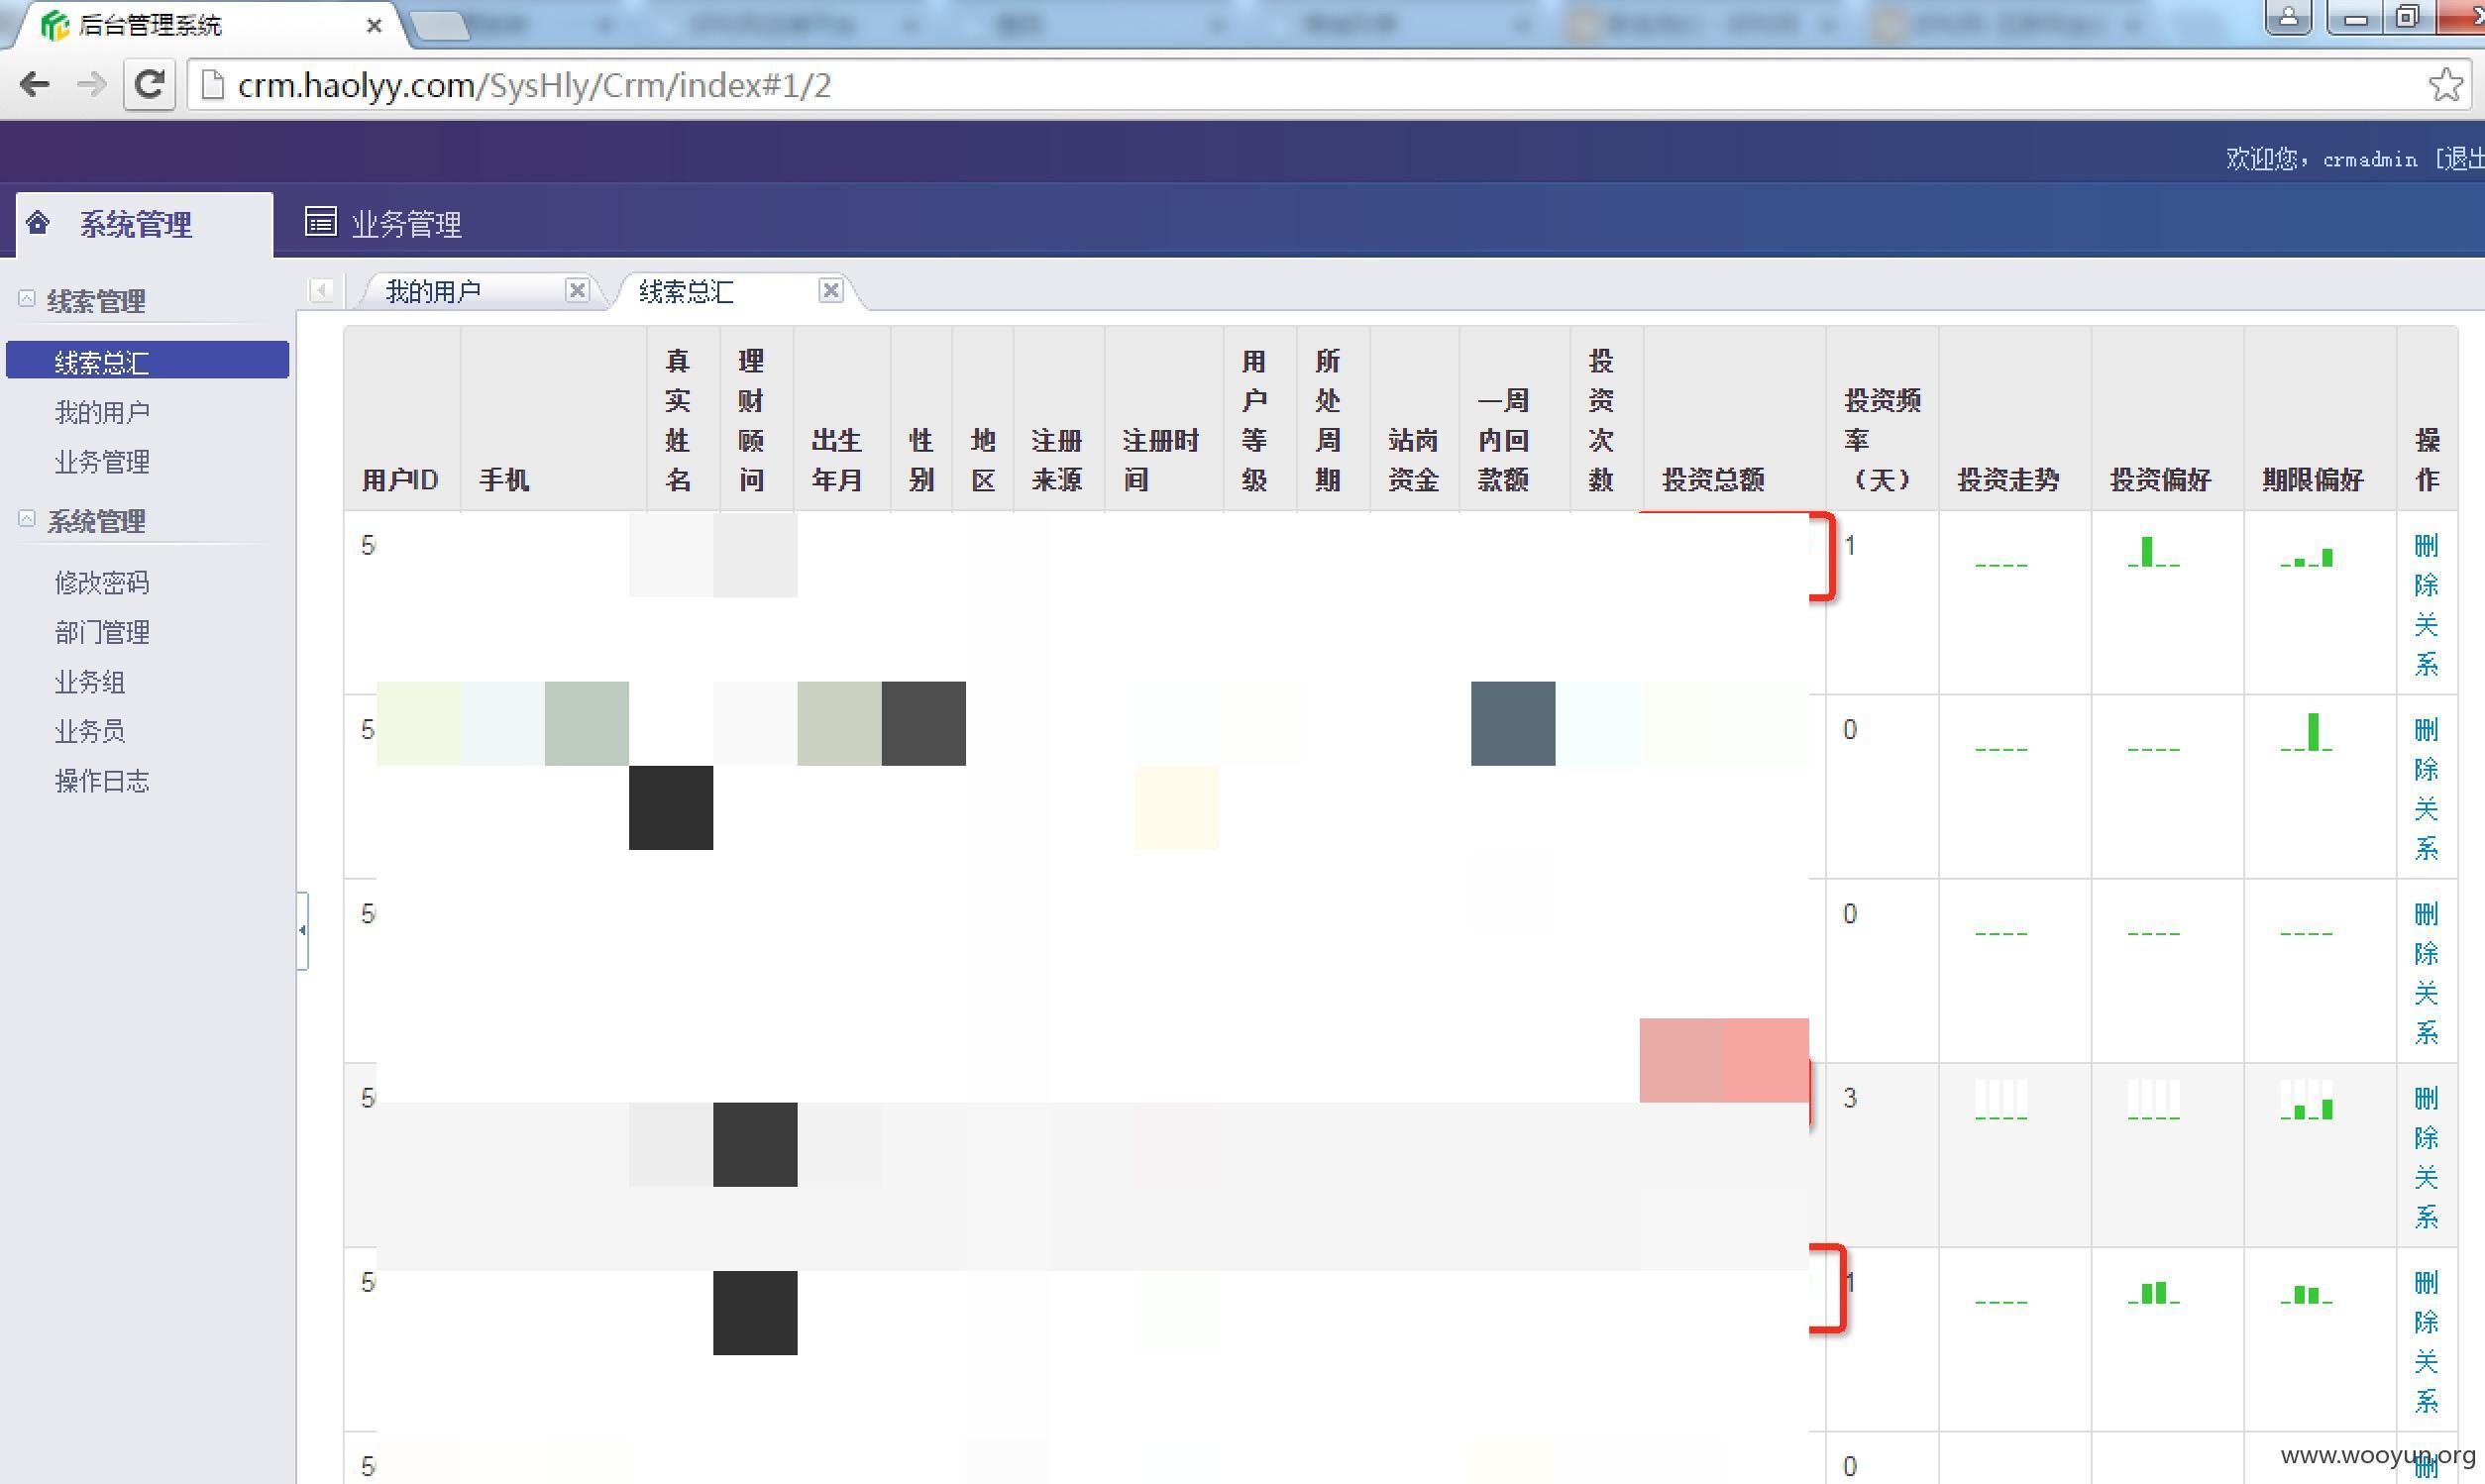 后台管理系统
crm.haolyy.com/SysHly/Crm/index#1/2
欢迎您，crmadmin [退出
系统管理
业务管理
线索管理
线索总汇
我的用户
业务管理
系统管理
修改密码
部门管理
业务组
业务员
操作日志
我的用户
线索总汇
用户ID
手机
真实姓名
理财顾问
出生年月
性别
地区
注册来源
注册时间
用户等级
所处周期
站岗资金
一周内回款额
投资次数
投资总额
投资频率（天）
投资走势
投资偏好
期限偏好
操作
5
1
删除关系
5
0
删除关系
5
0
删除关系
5
3
删除关系
5
1
删除关系
5
0
删
www.wooyun.org